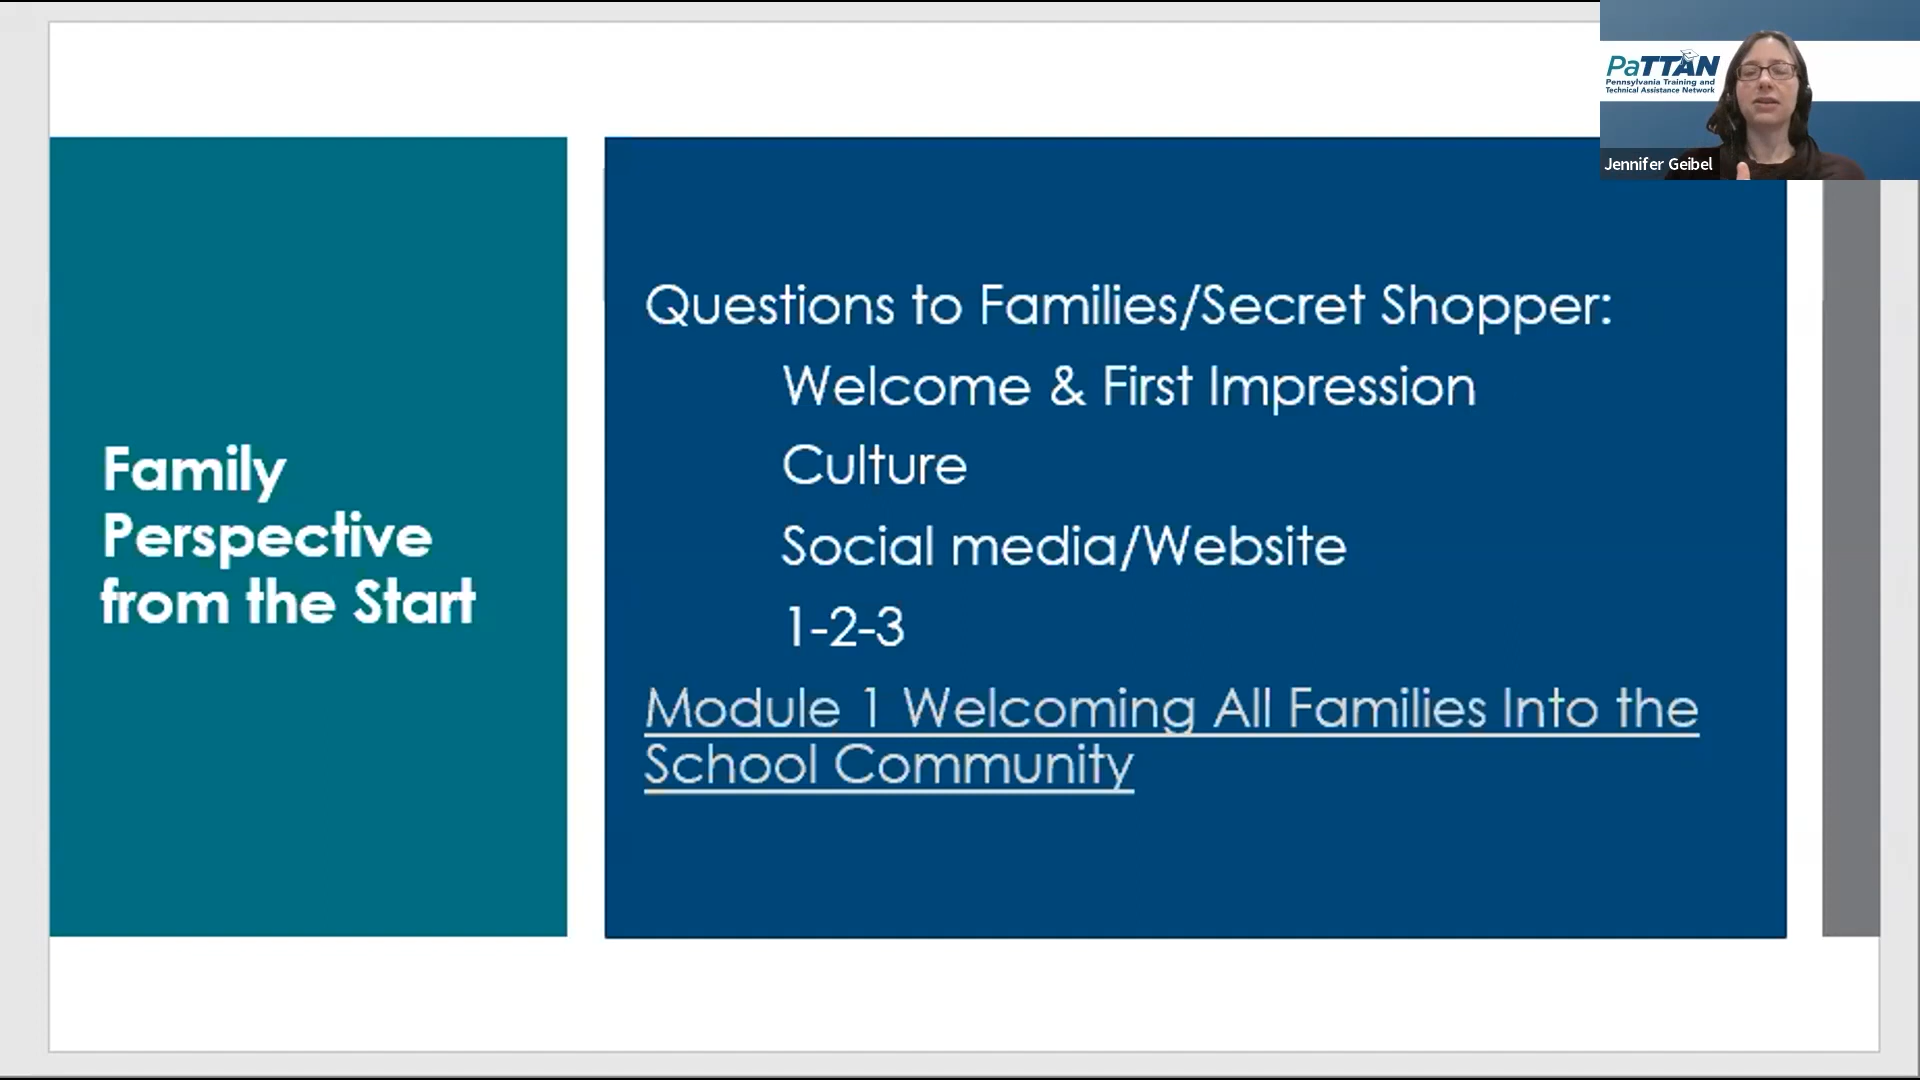 Family
Perspective
from the Start
Questions to Families/Secret Shopper:
Welcome & First Impression
Culture
Social media/Website
1-2-3
Module 1 Welcoming All Families Into the
School Community
PaTTAN
Pennsylvania Training and
Technical Assistance Network
Jennifer Geibel